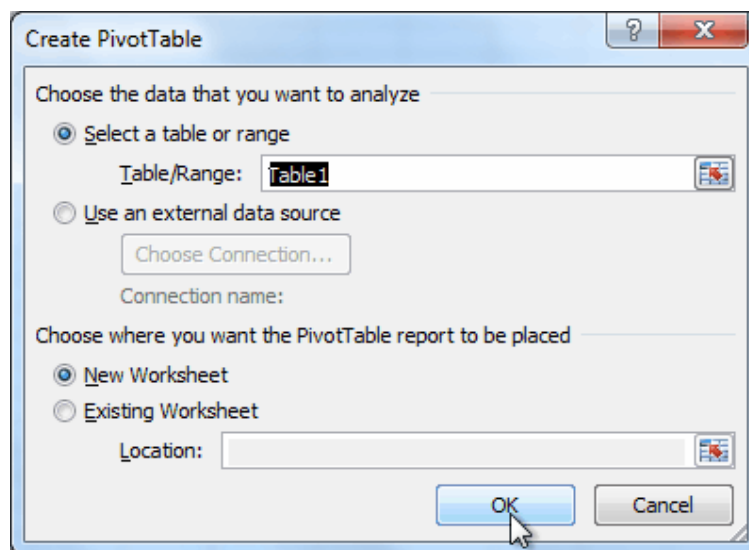 Create PivotTable
?
Choose the data that you want to analyze
Select a table or range
Table/Range: Table1
Use an external data source
Choose Connection...
Connection name:
Choose where you want the PivotTable report to be placed
New Worksheet
Existing Worksheet
Location:
OK Cancel